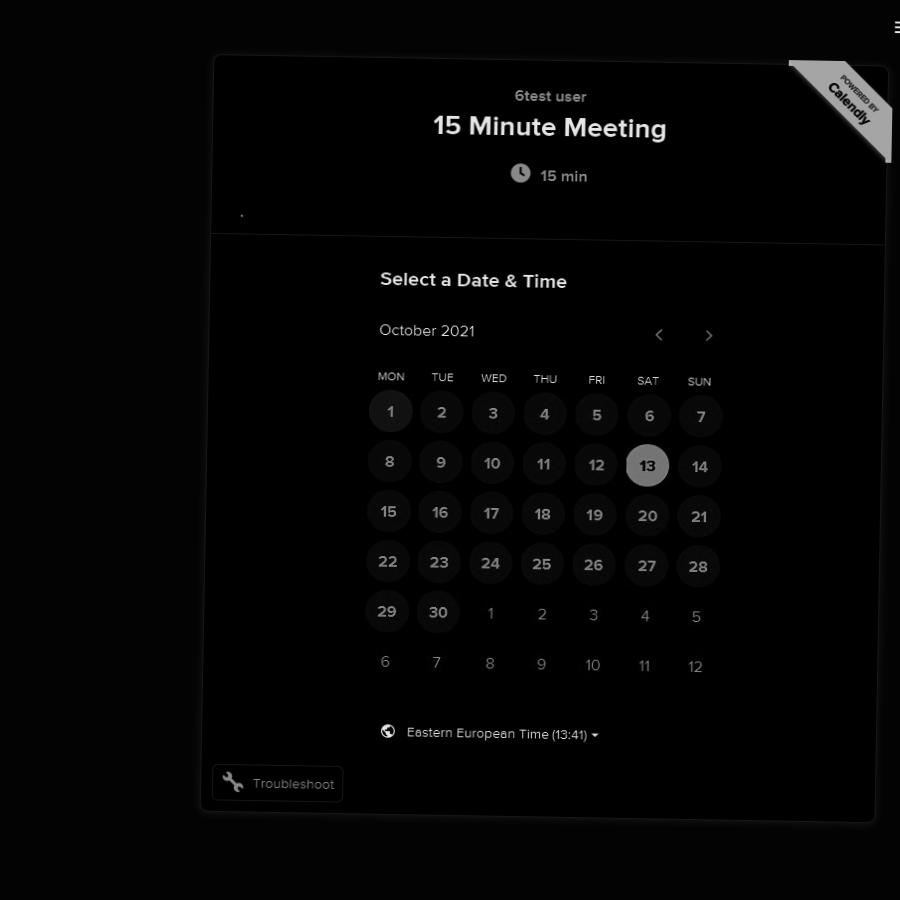 POWERED BY
Calendly
6test user
15 Minute Meeting
15 min
Select a Date & Time
October 2021
MON TUE WED THU FRI SAT SUN
1 2 3 4 5 6 7
8 9 10 11 12 13 14
15 16 17 18 19 20 21
22 23 24 25 26 27 28
29 30 1 2 3 4 5
6 7 8 9 10 11 12
Eastern European Time (13:41)
Troubleshoot